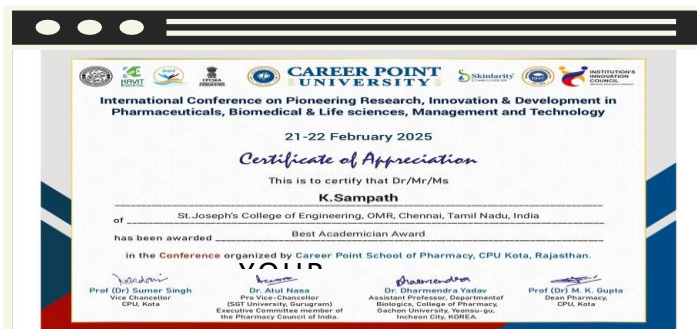 CAREER POINT
UNIVERSITY
Skinlarity
INSTITUTION'S
INNOVATION
COUNCIL
International Conference on Pioneering Research, Innovation & Development in
Pharmaceuticals, Biomedical & Life sciences, Management and Technology
21-22 February 2025
Certificate of Appreciation
This is to certify that Dr/Mr/Ms
K.Sampath
of St.Joseph's College of Engineering, OMR, Chennai, Tamil Nadu, India
has been awarded Best Academician Award
in the Conference organized by Career Point School of Pharmacy, CPU Kota, Rajasthan.
YOUR
Prof (Dr) Sumer Singh
Vice Chancellor
CPU, Kota
Dr. Atul Nasa
Pro Vice-Chancellor
(SGT University, Gurugram)
Executive Committee member of
the Pharmacy Council of India.
Dr. Dharmendra Yadav
Assistant Professor, Departmentof
Biologics, College of Pharmacy,
Gachon University, Yeonsu-gu,
Incheon City, KOREA.
Prof (Dr) M. K. Gupta
Dean Pharmacy,
CPU, Kota